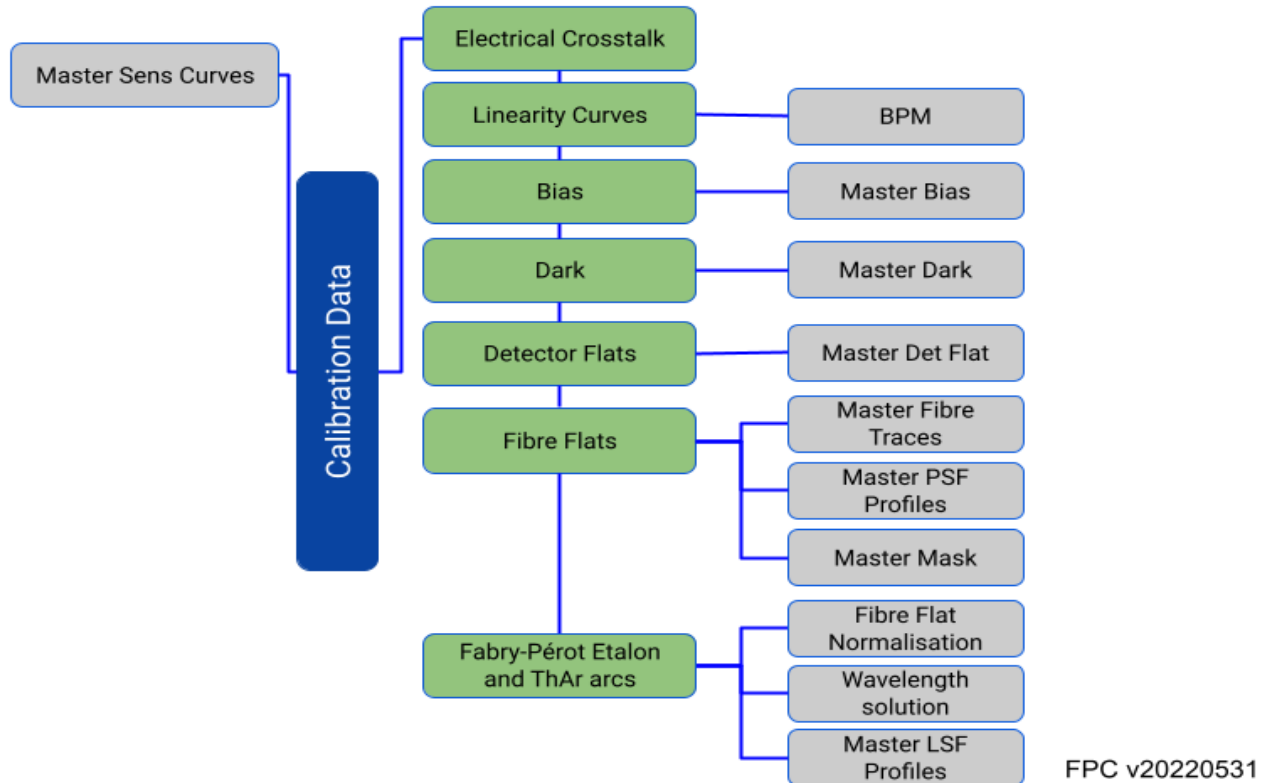 Master Sens Curves
Calibration Data
Electrical Crosstalk
Linearity Curves
BPM
Bias
Master Bias
Dark
Master Dark
Detector Flats
Master Det Flat
Fibre Flats
Master Fibre
Traces
Master PSF
Profiles
Master Mask
Fabry-Pérot Etalon
and ThAr arcs
Fibre Flat
Normalisation
Wavelength
solution
Master LSF
Profiles
FPC v20220531